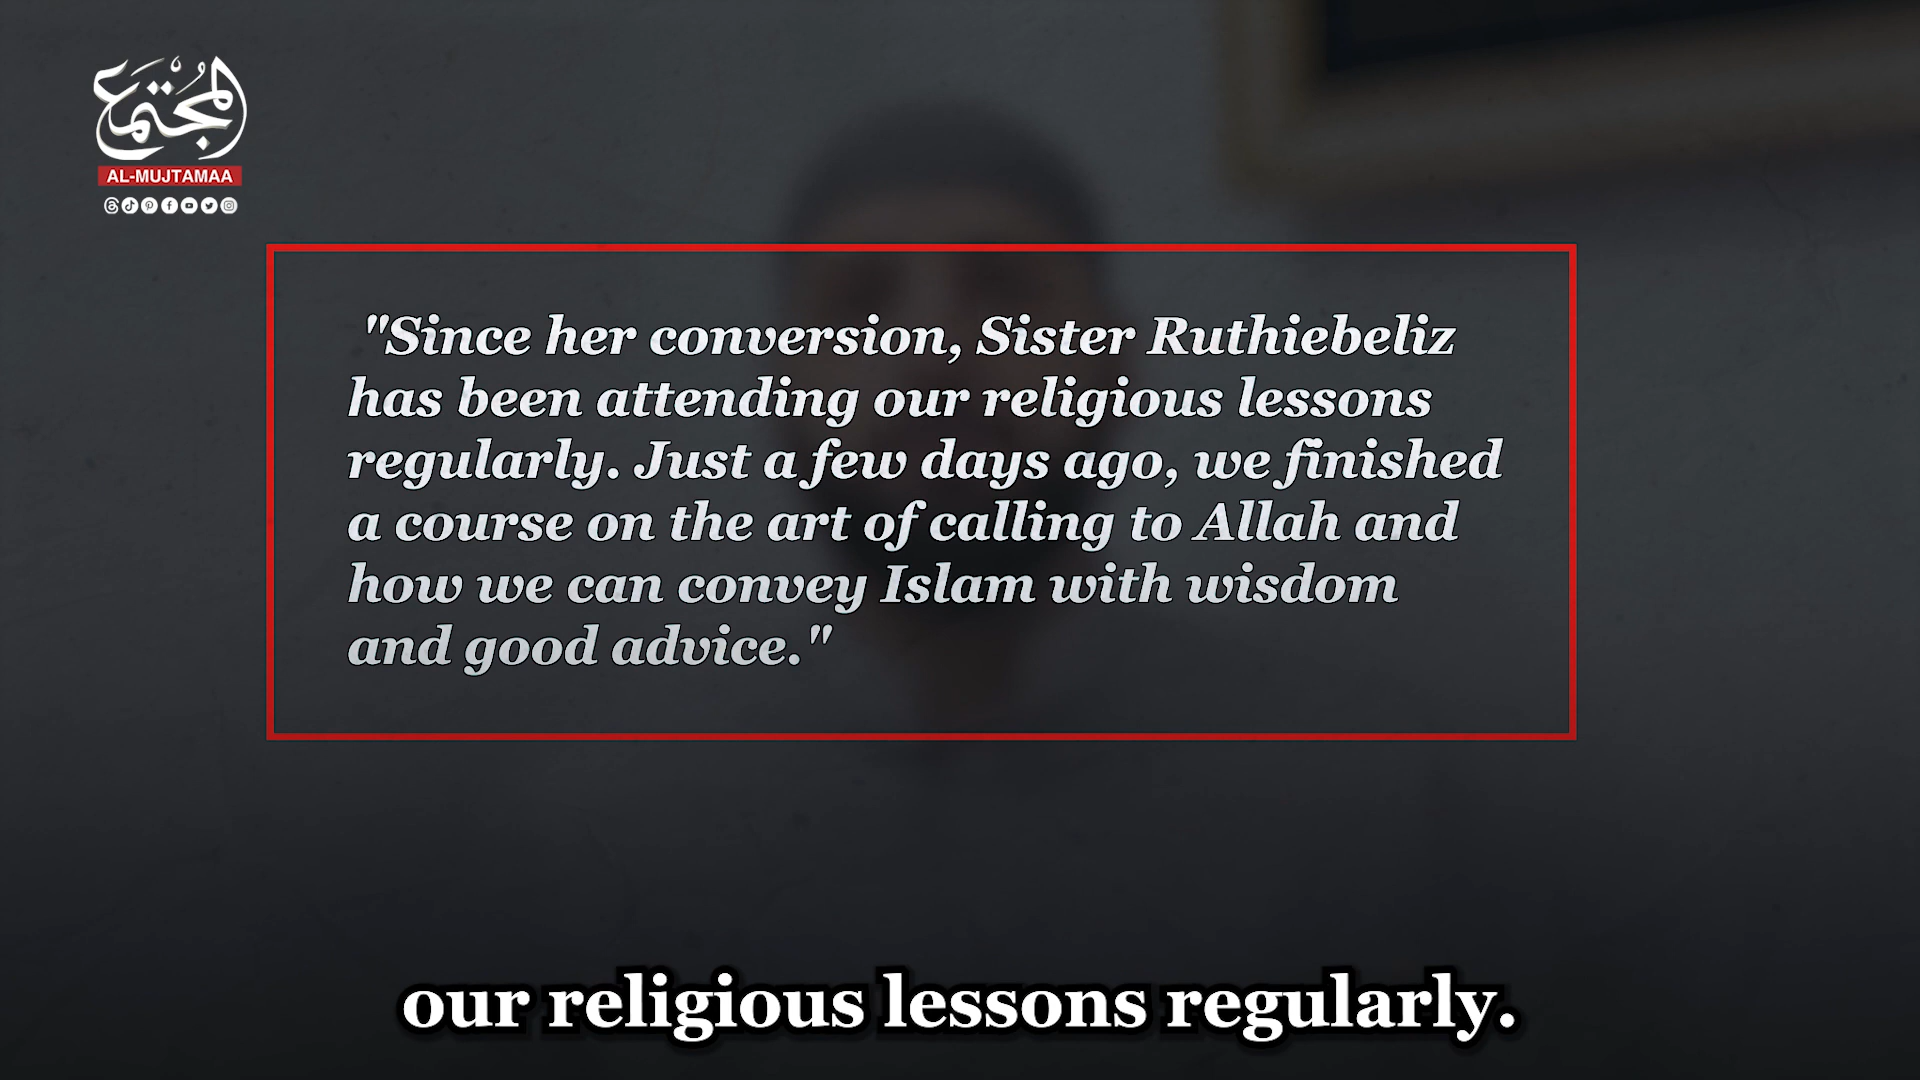 المجتمع
AL-MUJTAMAA
"Since her conversion, Sister Ruthiebeliz
has been attending our religious lessons
regularly. Just a few days ago, we finished
a course on the art of calling to Allah and
how we can convey Islam with wisdom
and good advice."
our religious lessons regularly.